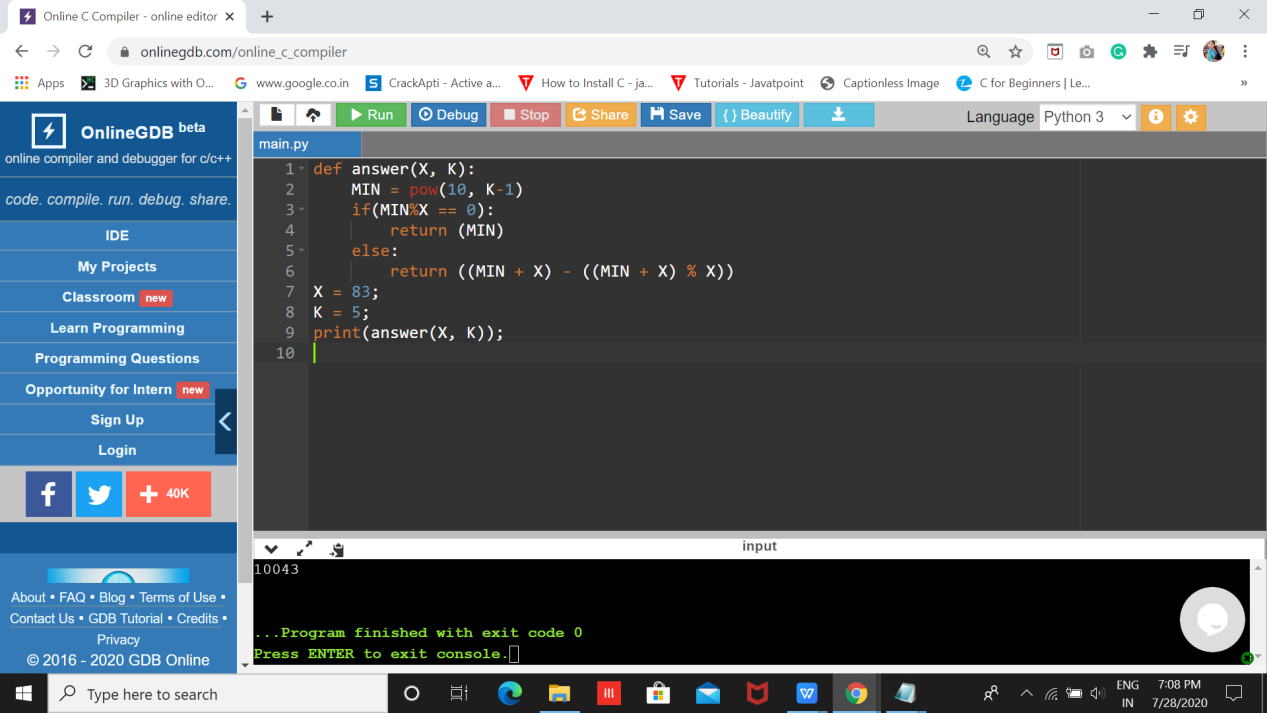 Online C Compiler - online editor
onlinegdb.com/online_c_compiler
Apps 3D Graphics with O... www.google.co.in CrackApti - Active a... How to Install C - ja... Tutorials - Javatpoint Captionless Image C for Beginners | Le... »
OnlineGDB beta
online compiler and debugger for c/c++
code. compile. run. debug. share.
IDE
My Projects
Classroom new
Learn Programming
Programming Questions
Opportunity for Intern new
Sign Up
Login
f + 40K
About • FAQ • Blog • Terms of Use •
Contact Us • GDB Tutorial • Credits •
Privacy
© 2016 - 2020 GDB Online
Run Debug Stop Share Save { } Beautify Language Python 3
main.py
1 def answer(X, K):
2 MIN = pow(10, K-1)
3 if(MIN%X == 0):
4 return (MIN)
5 else:
6 return ((MIN + X) - ((MIN + X) % X))
7 X = 83;
8 K = 5;
9 print(answer(X, K));
10
input
10043
...Program finished with exit code 0
Press ENTER to exit console.
Type here to search
ENG
IN
7:08 PM
7/28/2020